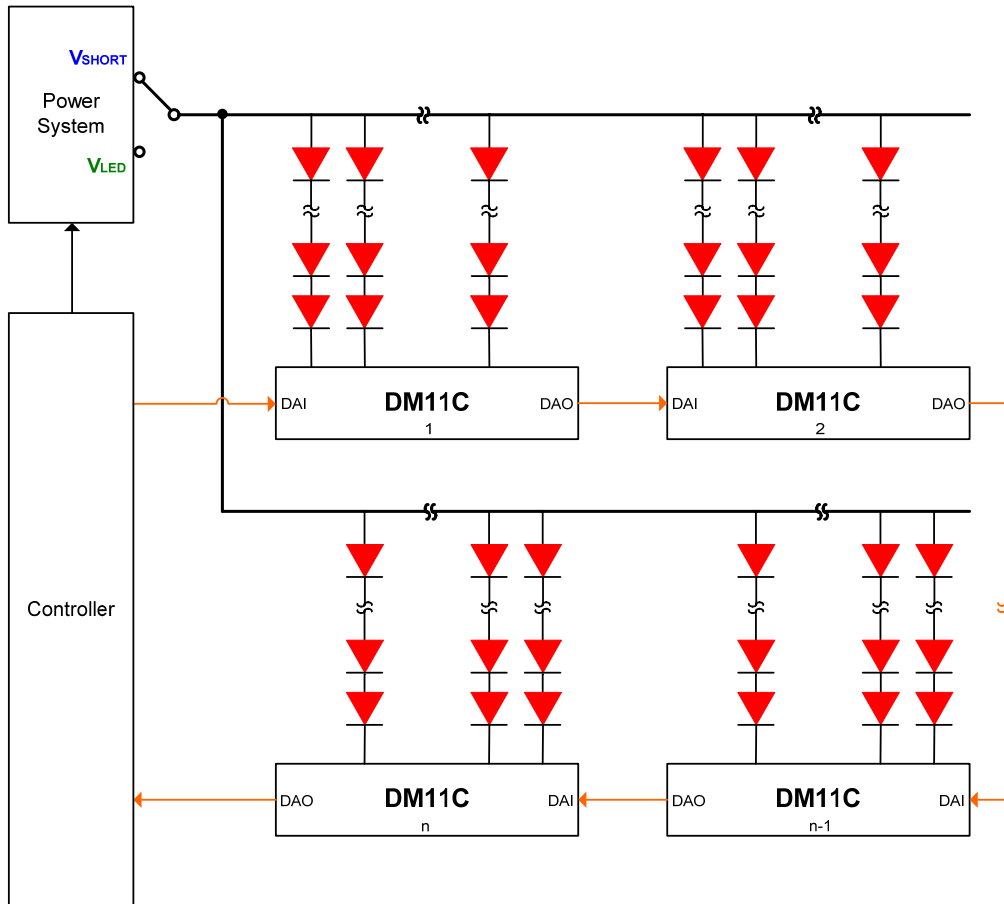 VSHORT
Power
System
VLED
DAI DM11C DAO
1
DAI DM11C DAO
2
Controller
DAO DM11C DAI
n
DAO DM11C DAI
n-1